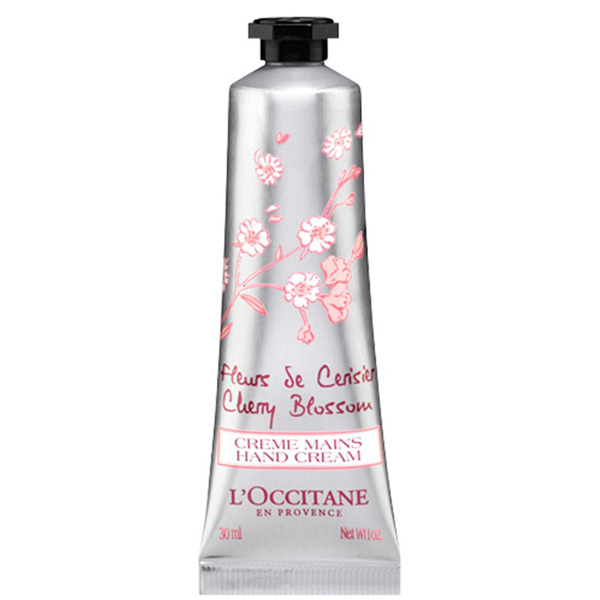 Fleurs de Cerisier
Cherry Blossom
CREME MAINS
HAND CREAM
L'OCCITANE
EN PROVENCE
30 ml Net Wt 1 oz.